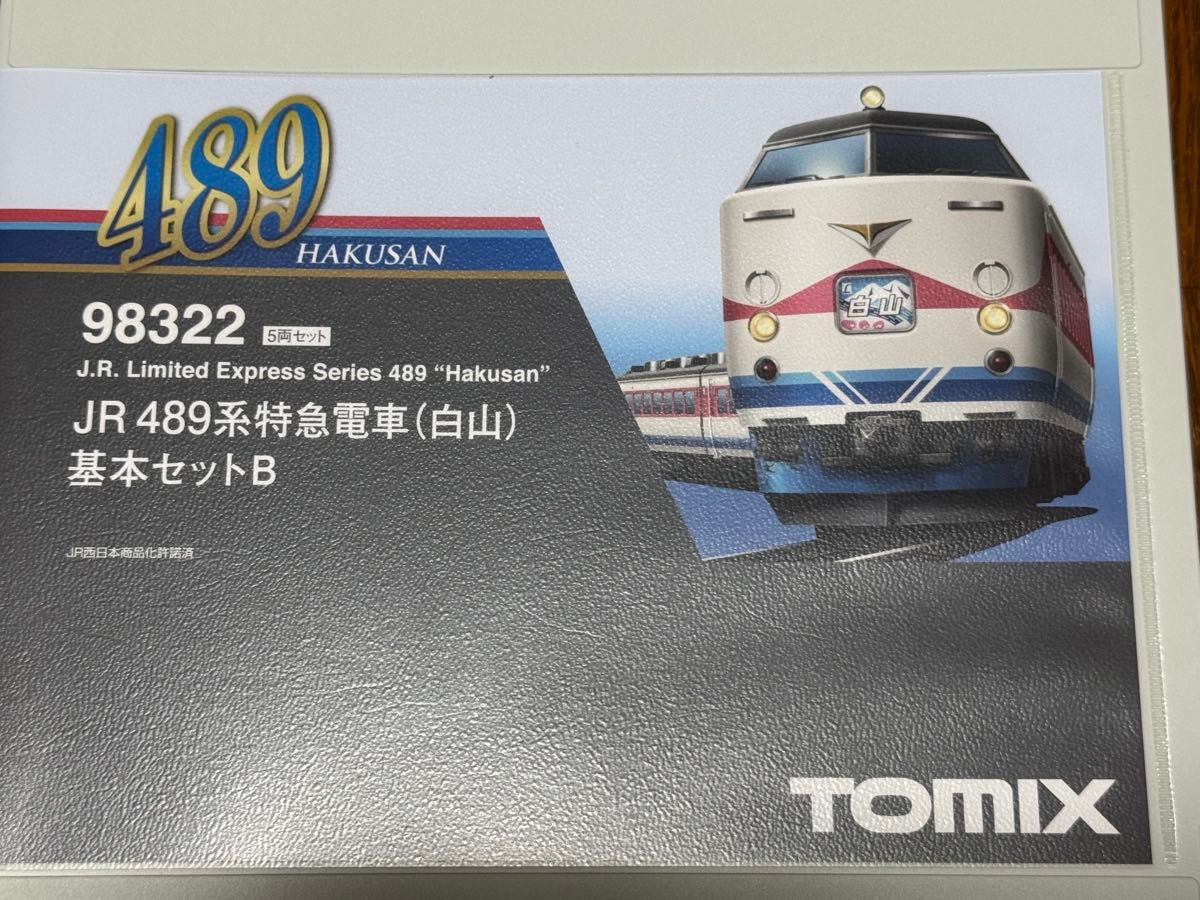 489
HAKUSAN
98322 5両セット
J.R. Limited Express Series 489 “Hakusan”
JR 489系特急電車(白山)
基本セットB
JR西日本商品化許諾済
白山
TOMIX